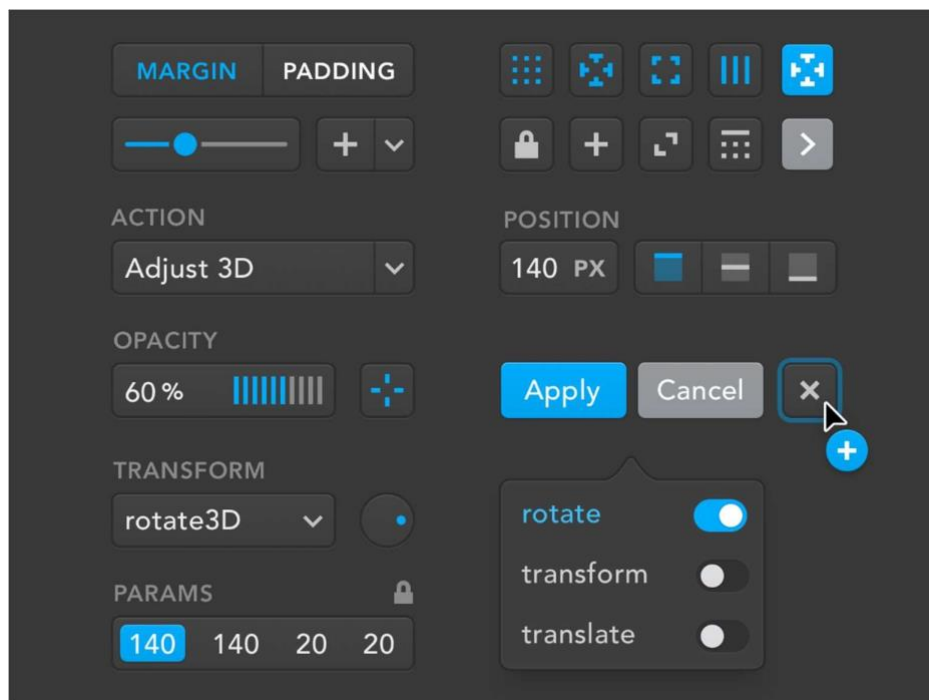 MARGIN PADDING
ACTION
Adjust 3D
OPACITY
60 %
TRANSFORM
rotate3D
PARAMS
140 140 20 20
POSITION
140 PX
Apply Cancel
rotate
transform
translate